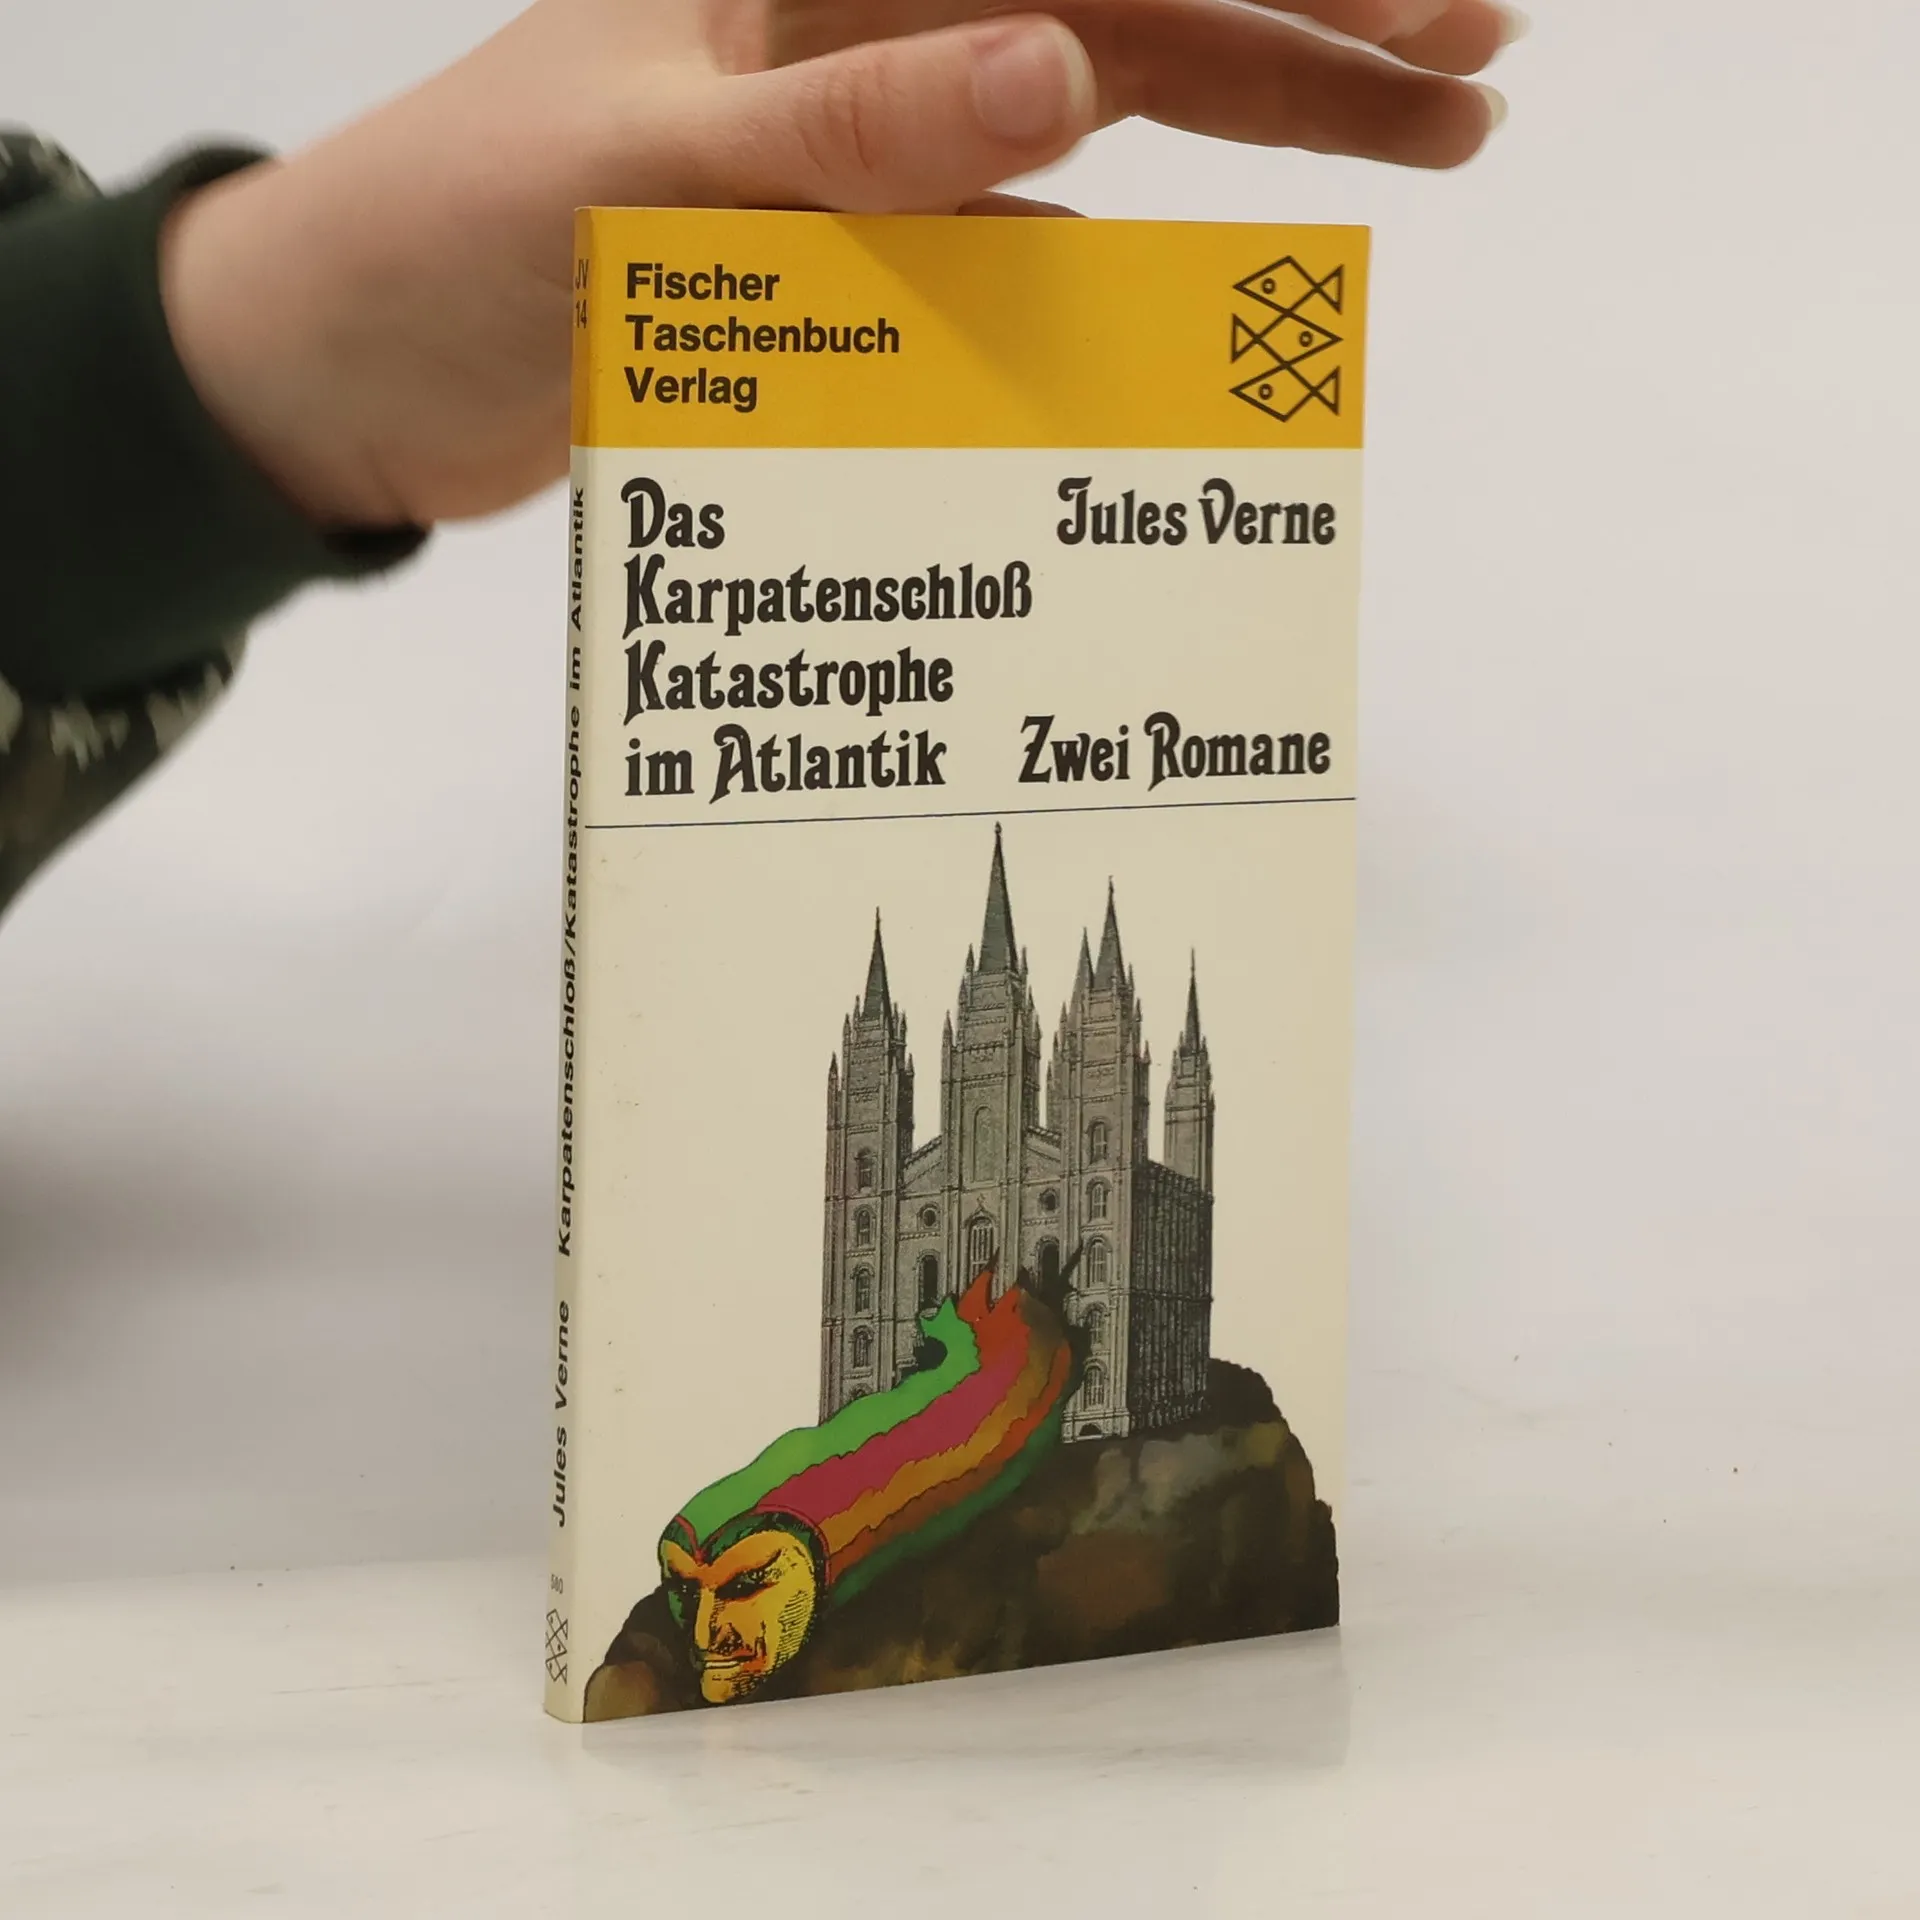 Fischer
Taschenbuch
Verlag
Das
Karpatenschloß
Katastrophe
im Atlantik
Jules Verne
Zwei Romane
JV
14
Jules Verne Karpatenschloß/Katastrophe im Atlantik